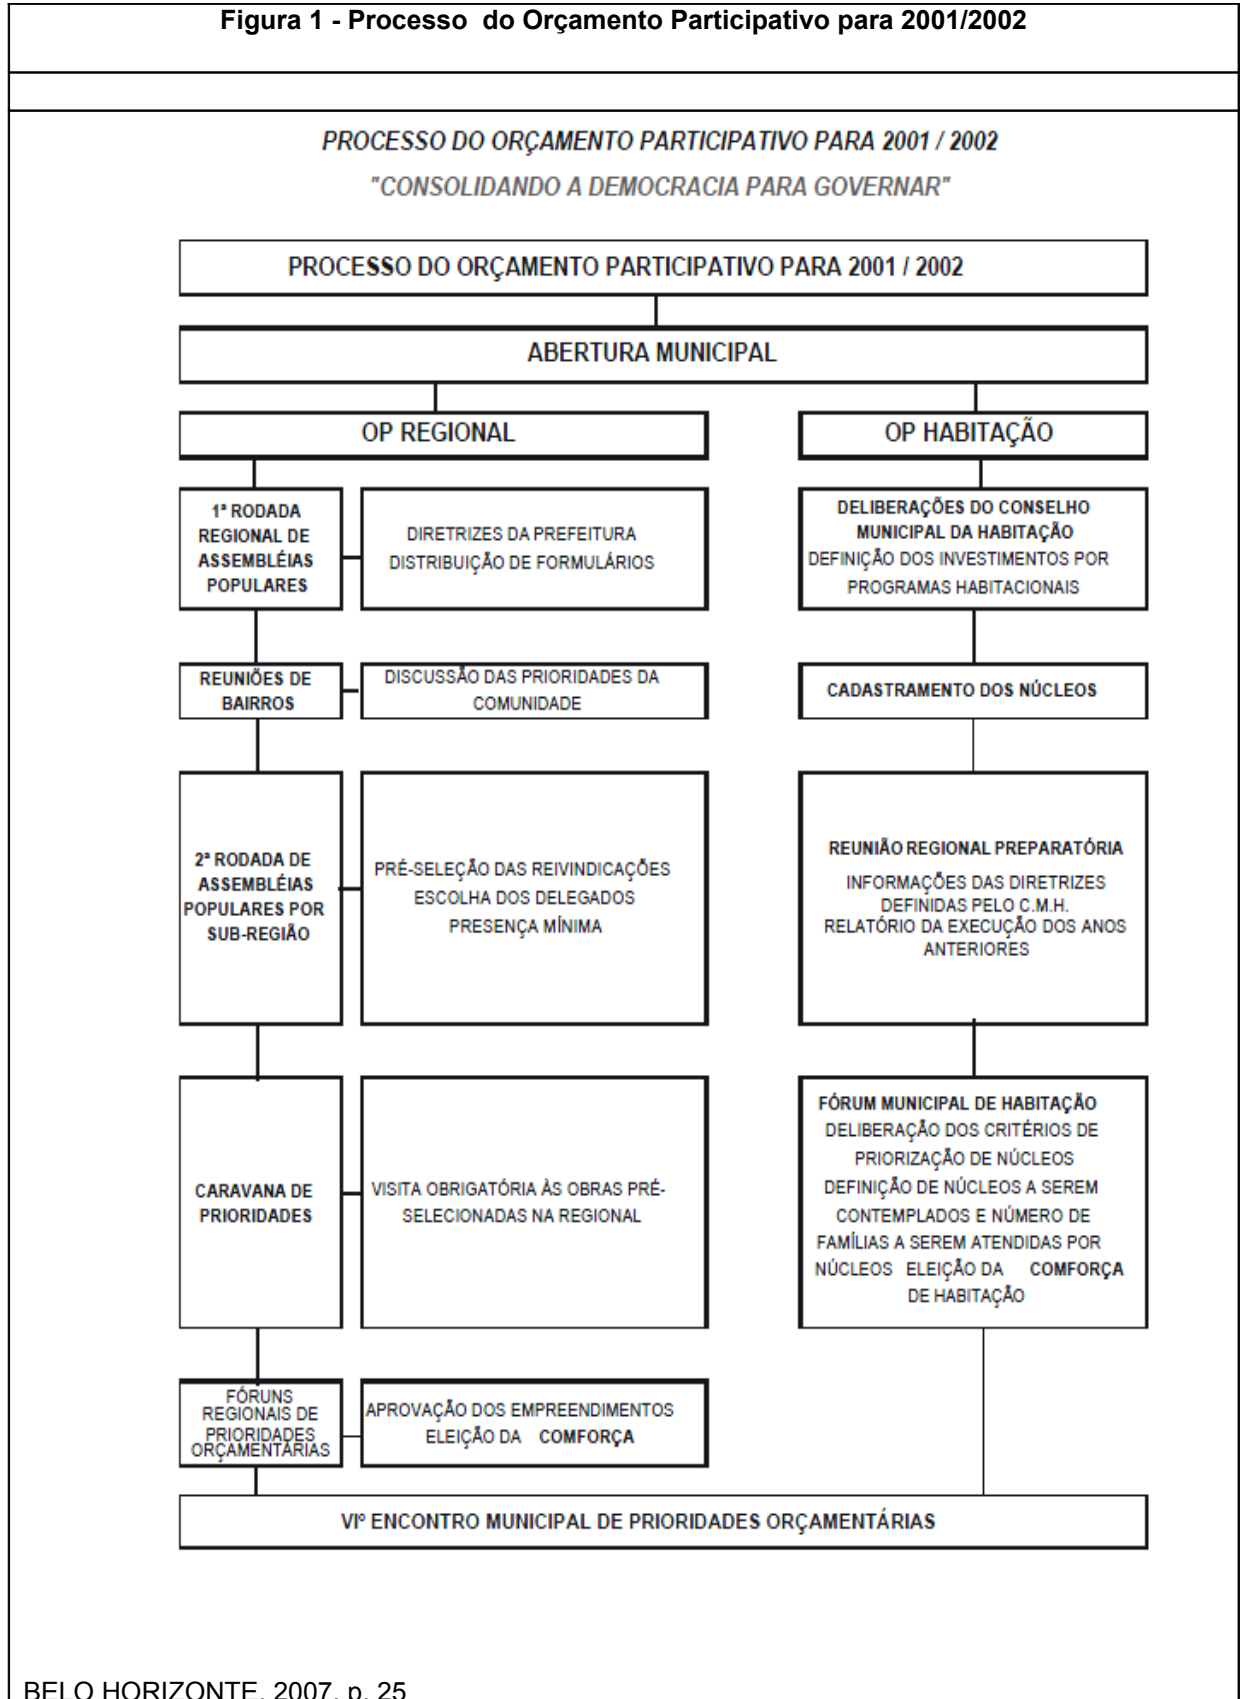 Figura 1 - Processo do Orçamento Participativo para 2001/2002
PROCESSO DO ORÇAMENTO PARTICIPATIVO PARA 2001 / 2002
"CONSOLIDANDO A DEMOCRACIA PARA GOVERNAR"
PROCESSO DO ORÇAMENTO PARTICIPATIVO PARA 2001 / 2002
ABERTURA MUNICIPAL
OP REGIONAL
1ª RODADA
REGIONAL DE
ASSEMBLÉIAS
POPULARES
DIRETRIZES DA PREFEITURA
DISTRIBUIÇÃO DE FORMULÁRIOS
REUNIÕES DE
BAIRROS
DISCUSSÃO DAS PRIORIDADES DA
COMUNIDADE
2ª RODADA DE
ASSEMBLÉIAS
POPULARES POR
SUB-REGIÃO
PRÉ-SELEÇÃO DAS REIVINDICAÇÕES
ESCOLHA DOS DELEGADOS
PRESENÇA MÍNIMA
CARAVANA DE
PRIORIDADES
VISITA OBRIGATÓRIA ÀS OBRAS PRÉ-
SELECIONADAS NA REGIONAL
FÓRUNS
REGIONAIS DE
PRIORIDADES
ORÇAMENTÁRIAS
APROVAÇÃO DOS EMPREENDIMENTOS
ELEIÇÃO DA COMFORÇA
OP HABITAÇÃO
DELIBERAÇÕES DO CONSELHO
MUNICIPAL DA HABITAÇÃO
DEFINIÇÃO DOS INVESTIMENTOS POR
PROGRAMAS HABITACIONAIS
CADASTRAMENTO DOS NÚCLEOS
REUNIÃO REGIONAL PREPARATÓRIA
INFORMAÇÕES DAS DIRETRIZES
DEFINIDAS PELO C.M.H.
RELATÓRIO DA EXECUÇÃO DOS ANOS
ANTERIORES
FÓRUM MUNICIPAL DE HABITAÇÃO
DELIBERAÇÃO DOS CRITÉRIOS DE
PRIORIZAÇÃO DE NÚCLEOS
DEFINIÇÃO DE NÚCLEOS A SEREM
CONTEMPLADOS E NÚMERO DE
FAMÍLIAS A SEREM ATENDIDAS POR
NÚCLEOS ELEIÇÃO DA COMFORÇA
DE HABITAÇÃO
VIº ENCONTRO MUNICIPAL DE PRIORIDADES ORÇAMENTÁRIAS
BELO HORIZONTE, 2007, p. 25